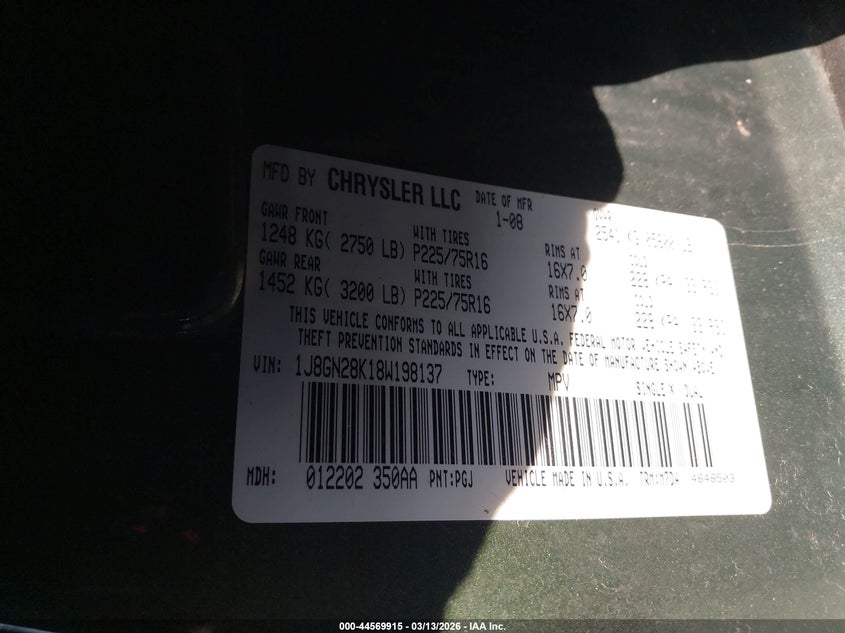 MFD BY CHRYSLER LLC DATE OF MFR
1-08
GAWR FRONT WITH TIRES RIMS AT
1248 KG( 2750 LB) P225/75R16 16X7.0
GAWR REAR WITH TIRES RIMS AT
1452 KG( 3200 LB) P225/75R16 16X7.0
THIS VEHICLE CONFORMS TO ALL APPLICABLE U.S.A. FEDERAL MOTOR VEHICLE SAFETY AND
THEFT PREVENTION STANDARDS IN EFFECT ON THE DATE OF MANUFACTURE SHOWN ABOVE
VIN: 1J8GN28K18W198137 TYPE: MPV SINGLE X DUAL
MDH: 012202 350AA PNT:PGJ VEHICLE MADE IN U.S.A. TRM:M7D4
000-44569915 - 03/13/2026 - IAA Inc.